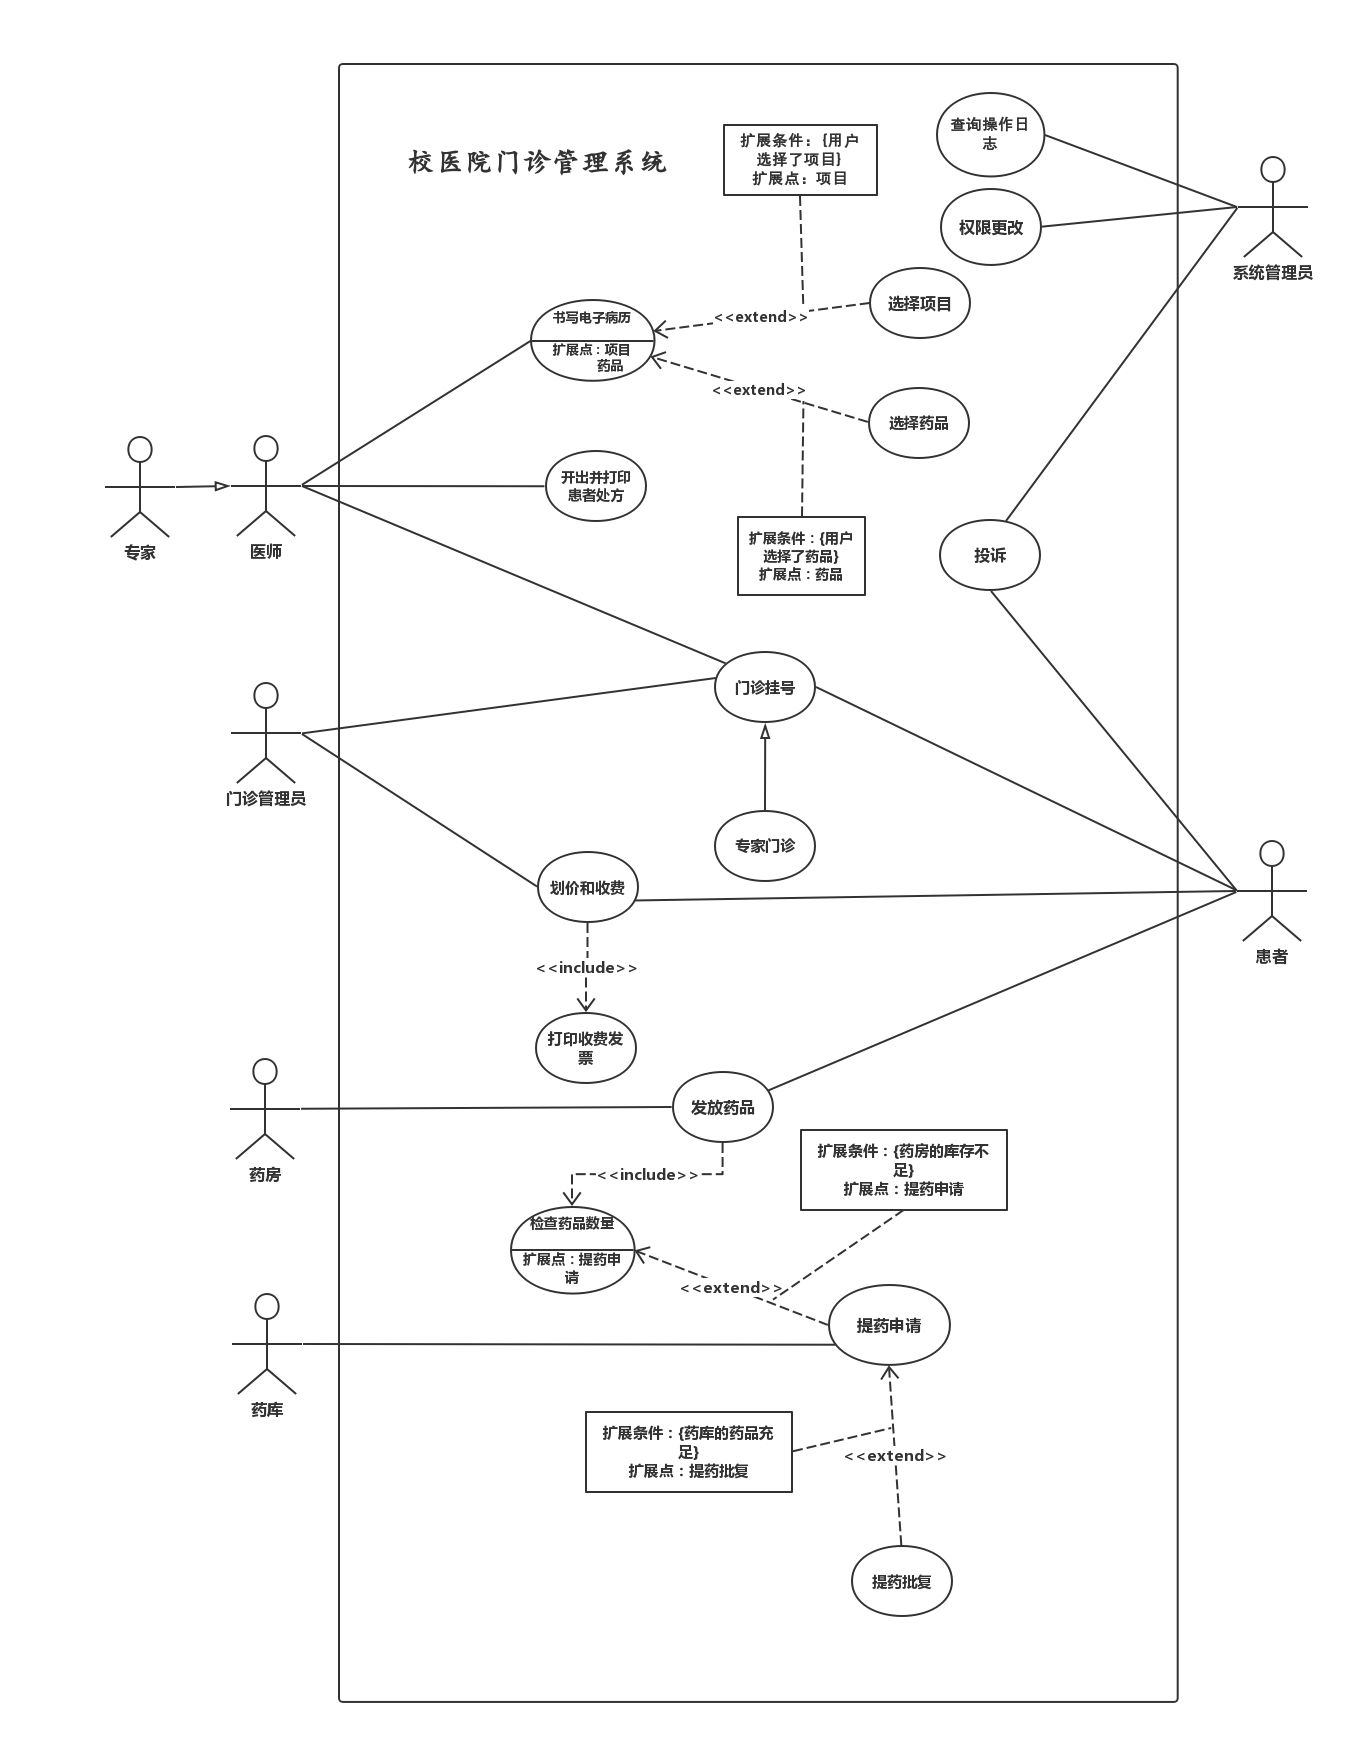 查询操作日
志
扩展条件：{用户
选择了项目}
扩展点：项目
校医院门诊管理系统
权限更改
系统管理员
选择项目
书写电子病历
<<extend>>
扩展点：项目
药品
<<extend>>
选择药品
开出并打印
患者处方
专家
医师
扩展条件：{用户
选择了药品}
扩展点：药品
投诉
门诊挂号
门诊管理员
专家门诊
划价和收费
患者
<<include>>
打印收费发
票
发放药品
药房
<<include>>
扩展条件：{药房的库存不
足}
扩展点：提药申请
检查药品数量
扩展点：提药申
请
<<extend>>
提药申请
药库
扩展条件：{药库的药品充
足}
扩展点：提药批复
<<extend>>
提药批复